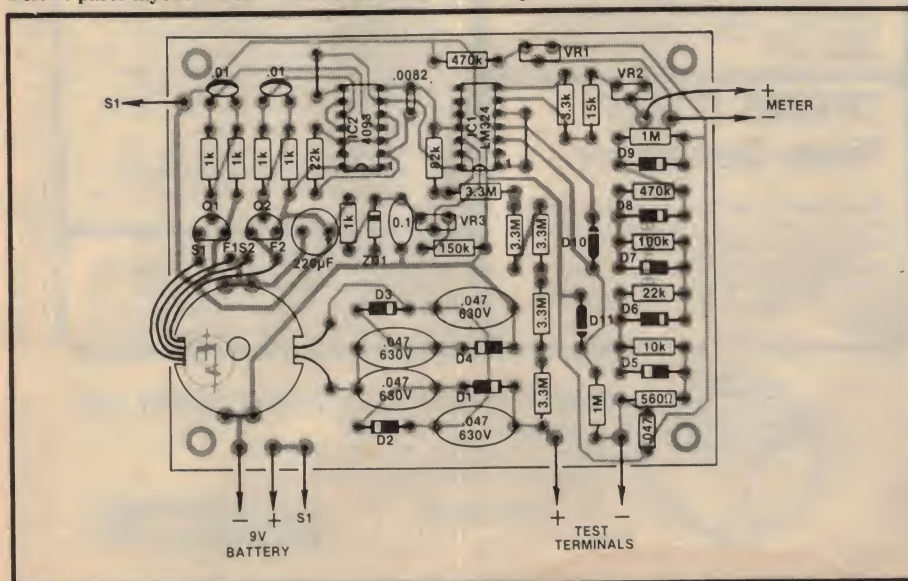 470k
VR1
.01 .01
.0082
VR2
+
METER
−
S1
IC2
4093
IC1
LM324
3.3k
15k
1M
1k 1k 1k 1k 22k
1
82k
1
D9
3.3M
470k
Q1 Q2
D8
1k
0.1
VR3
3.3M 3.3M
D10
100k
S1 F1 S2 F2
150k
D7
220µF
ZD1
22k
D3
.047
630V
3.3M
D11
D6
.047
630V
D4
10k
.047
630V
D1
3.3M
1M
D5
D2
.047
630V
560Ω
.047
− + S1
9V
BATTERY
+ −
TEST
TERMINALS